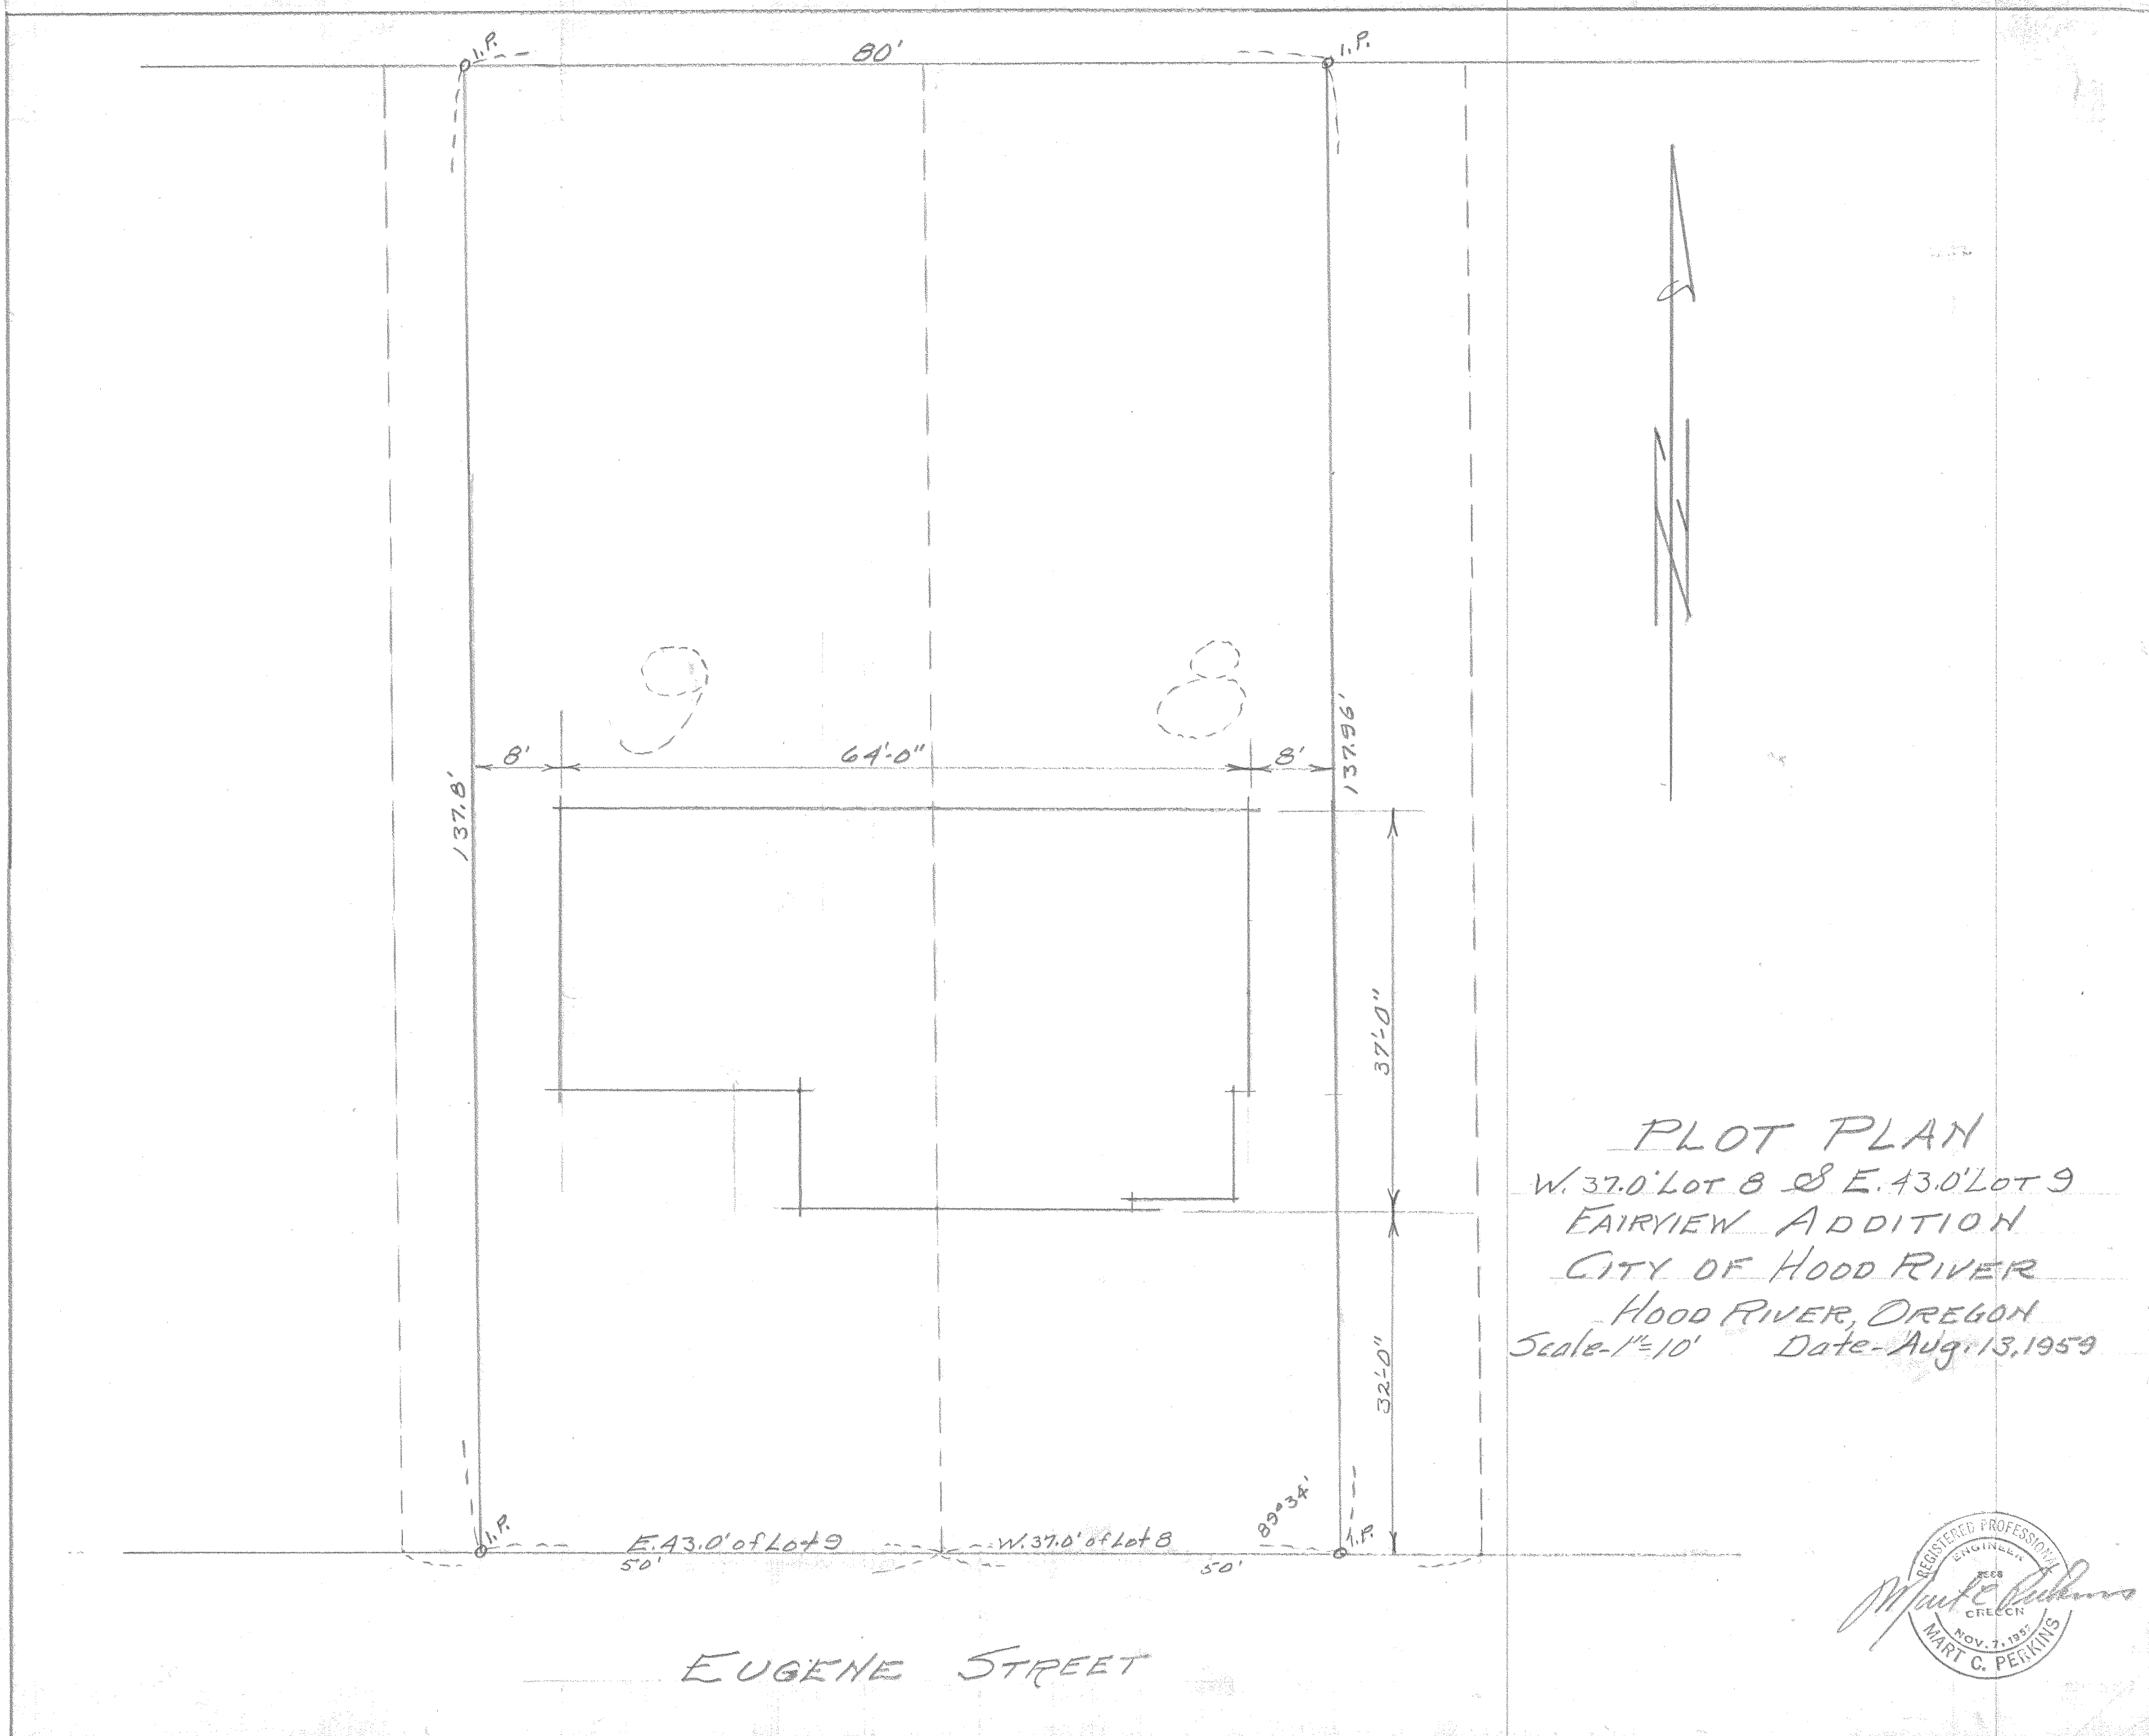 I.P.
80'
I.P.
N
9
8
8'
64'-0"
8'
137.8'
137.96'
37'-0"
32'-0"
PLOT PLAN
W. 37.0' LOT 8 & E. 43.0' LOT 9
FAIRVIEW ADDITION
CITY OF HOOD RIVER
HOOD RIVER, OREGON
Scale-1"=10' Date-Aug. 13, 1959
89°34'
I.P.
E. 43.0' of Lot 9
W. 37.0' of Lot 8
I.P.
50'
50'
EUGENE STREET
REGISTERED PROFESSIONAL
ENGINEER
OREGON
NOV. 7, 1957
MART C. PERKINS
Mart C Perkins